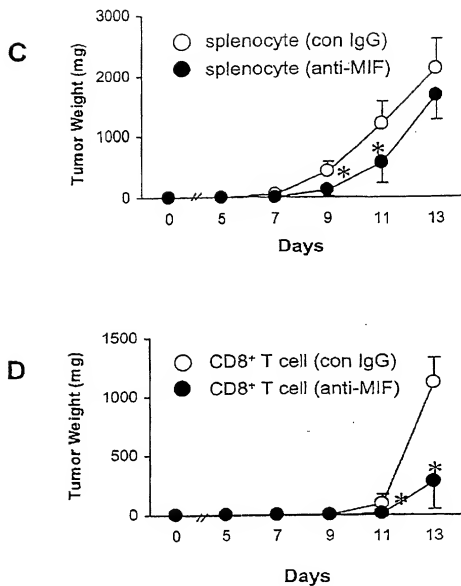 C
splenocyte (con IgG)
splenocyte (anti-MIF)
Tumor Weight (mg)
3000
2000
1000
0
*
*
0 // 5 7 9 11 13
Days
D
CD8+ T cell (con IgG)
CD8+ T cell (anti-MIF)
Tumor Weight (mg)
1500
1000
500
0
*
*
0 // 5 7 9 11 13
Days